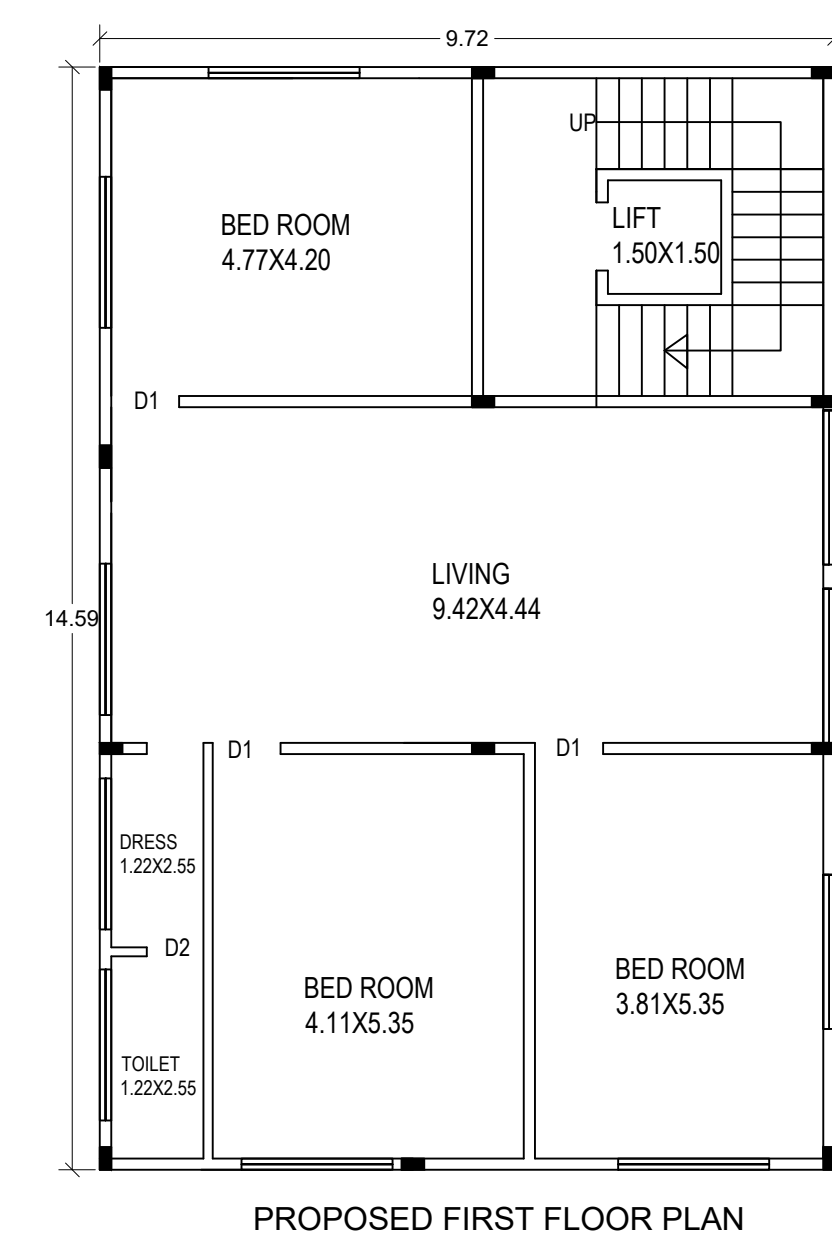 9.72
UP
BED ROOM
4.77X4.20
LIFT
1.50X1.50
D1
LIVING
9.42X4.44
14.59
D1
D1
DRESS
1.22X2.55
D2
BED ROOM
3.81X5.35
BED ROOM
4.11X5.35
TOILET
1.22X2.55
PROPOSED FIRST FLOOR PLAN